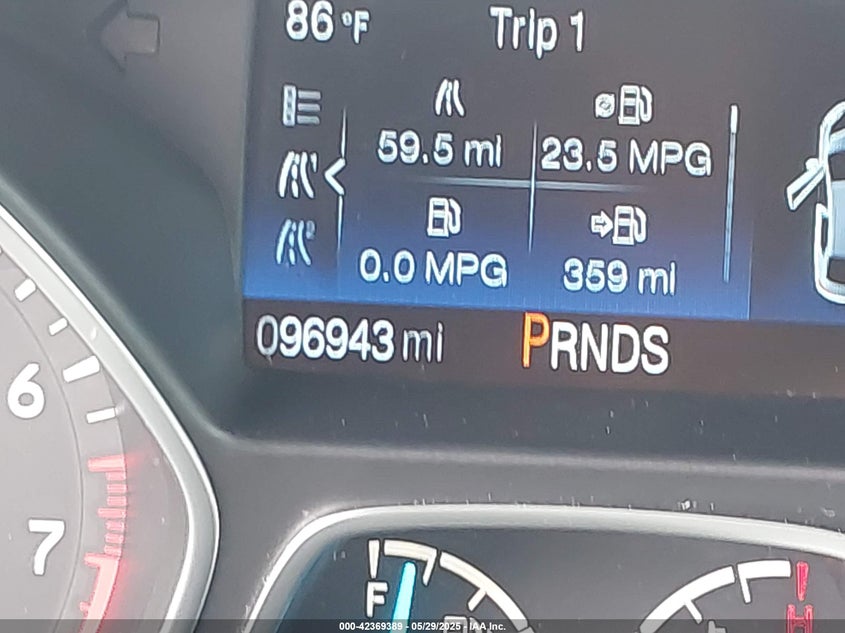 86 °F Trip 1
59.5 mi 23.5 MPG
0.0 MPG 359 mi
096943 mi PRNDS
6
7
F H
000-42369389 - 05/29/2025 - IAA, Inc.